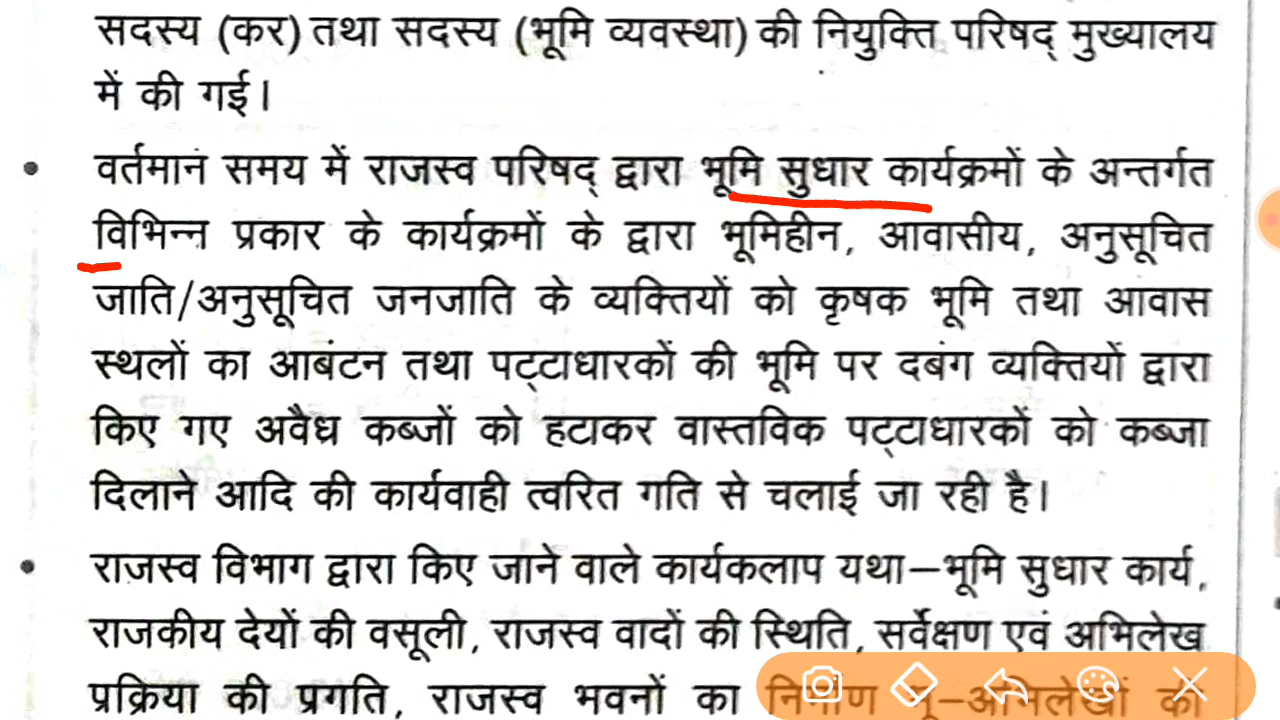 सदस्य (कर) तथा सदस्य (भूमि व्यवस्था) की नियुक्ति परिषद् मुख्यालय
में की गई।
• वर्तमान समय में राजस्व परिषद् द्वारा भूमि सुधार कार्यक्रमों के अन्तर्गत
विभिन्न प्रकार के कार्यक्रमों के द्वारा भूमिहीन, आवासीय, अनुसूचित
जाति/अनुसूचित जनजाति के व्यक्तियों को कृषक भूमि तथा आवास
स्थलों का आबंटन तथा पट्टाधारकों की भूमि पर दबंग व्यक्तियों द्वारा
किए गए अवैध कब्जों को हटाकर वास्तविक पट्टाधारकों को कब्जा
दिलाने आदि की कार्यवाही त्वरित गति से चलाई जा रही है।
• राजस्व विभाग द्वारा किए जाने वाले कार्यकलाप यथा–भूमि सुधार कार्य,
राजकीय देयों की वसूली, राजस्व वादों की स्थिति, सर्वेक्षण एवं अभिलेख
प्रक्रिया की प्रगति, राजस्व भवनों का